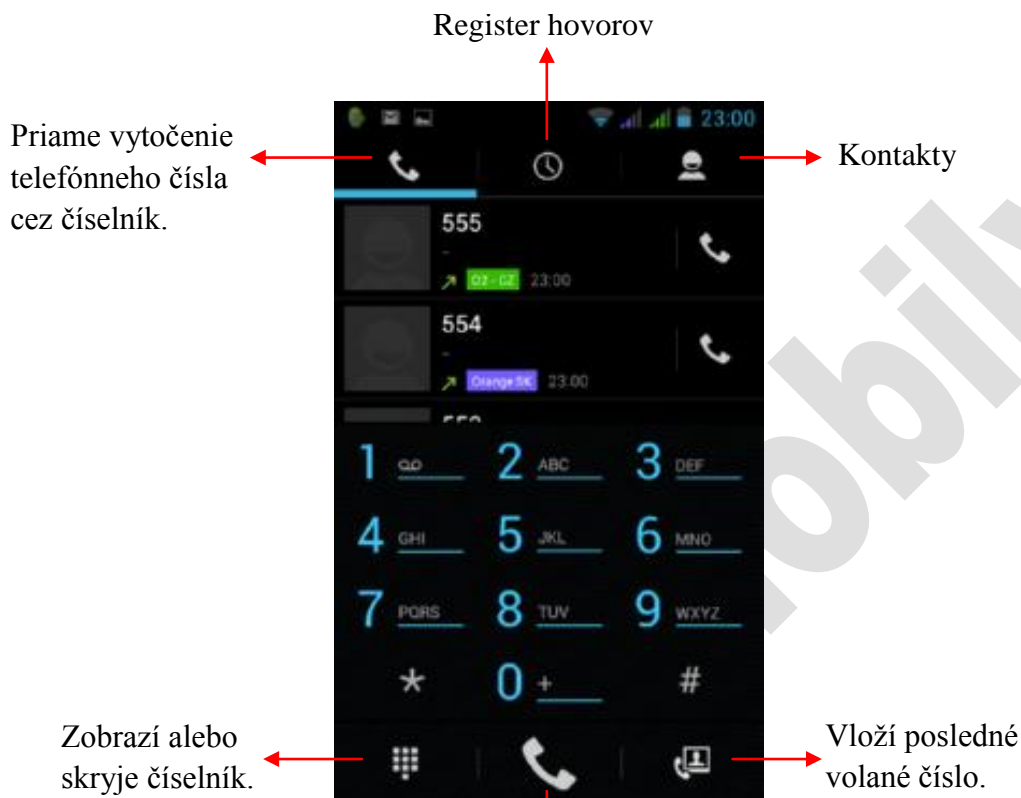 Register hovorov
Priame vytočenie
telefónneho čísla
cez číselník.
Kontakty
23:00
555
-
O2 - CZ 23:00
554
-
Orange SK 23:00
1
2 ABC
3 DEF
4 GHI
5 JKL
6 MNO
7 PQRS
8 TUV
9 WXYZ
*
0 +
#
Zobrazí alebo
skryje číselník.
Vloží posledné
volané číslo.